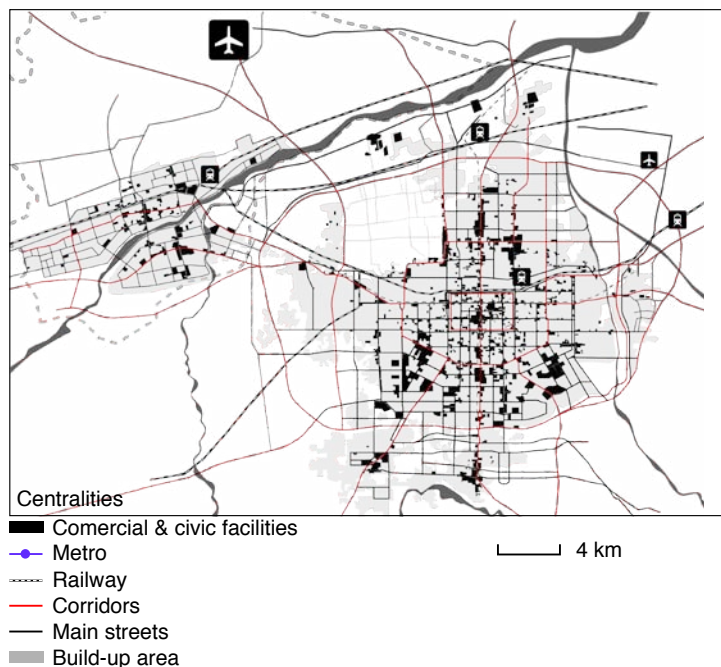 Centralities
Comercial & civic facilities
Metro
4 km
Railway
Corridors
Main streets
Build-up area